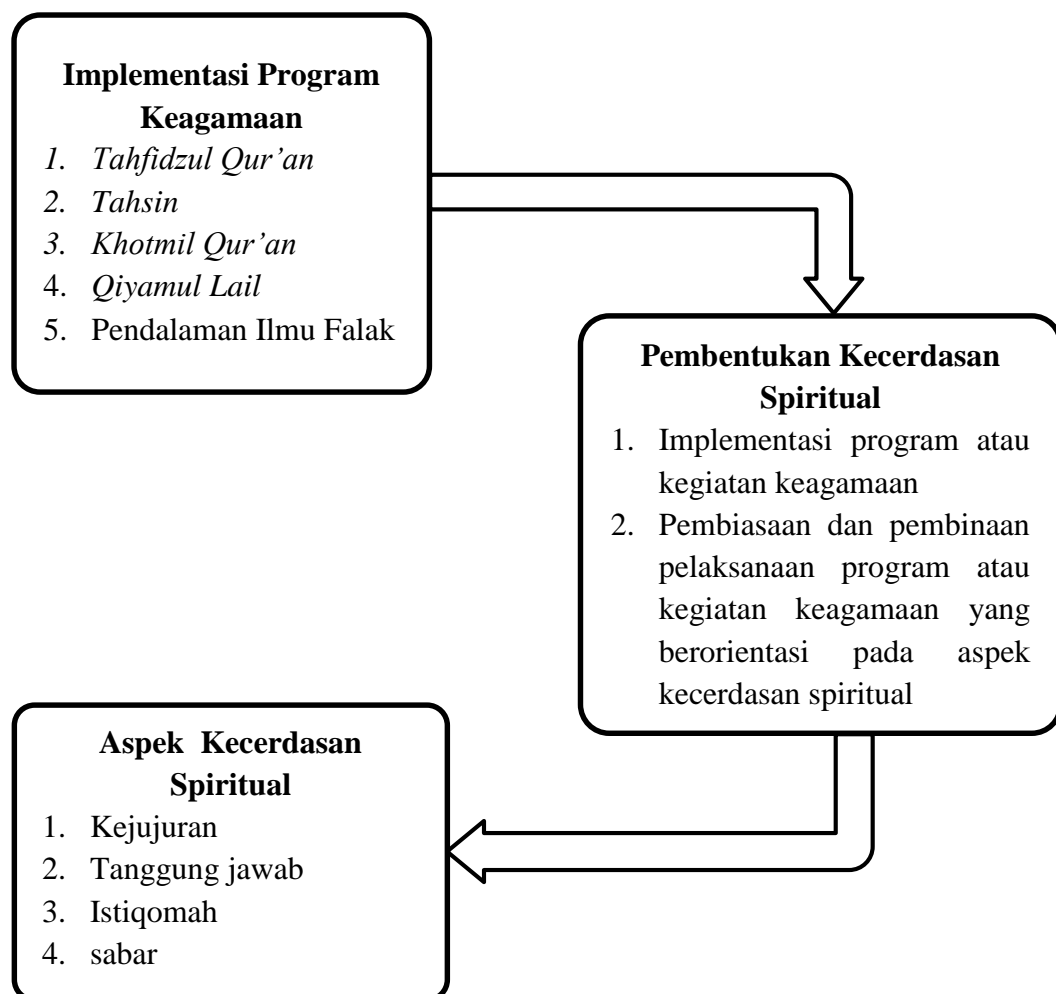 Implementasi Program
Keagamaan
1. Tahfidzul Qur’an
2. Tahsin
3. Khotmil Qur’an
4. Qiyamul Lail
5. Pendalaman Ilmu Falak
Pembentukan Kecerdasan
Spiritual
1. Implementasi program atau
kegiatan keagamaan
2. Pembiasaan dan pembinaan
pelaksanaan program atau
kegiatan keagamaan yang
berorientasi pada aspek
kecerdasan spiritual
Aspek Kecerdasan
Spiritual
1. Kejujuran
2. Tanggung jawab
3. Istiqomah
4. sabar